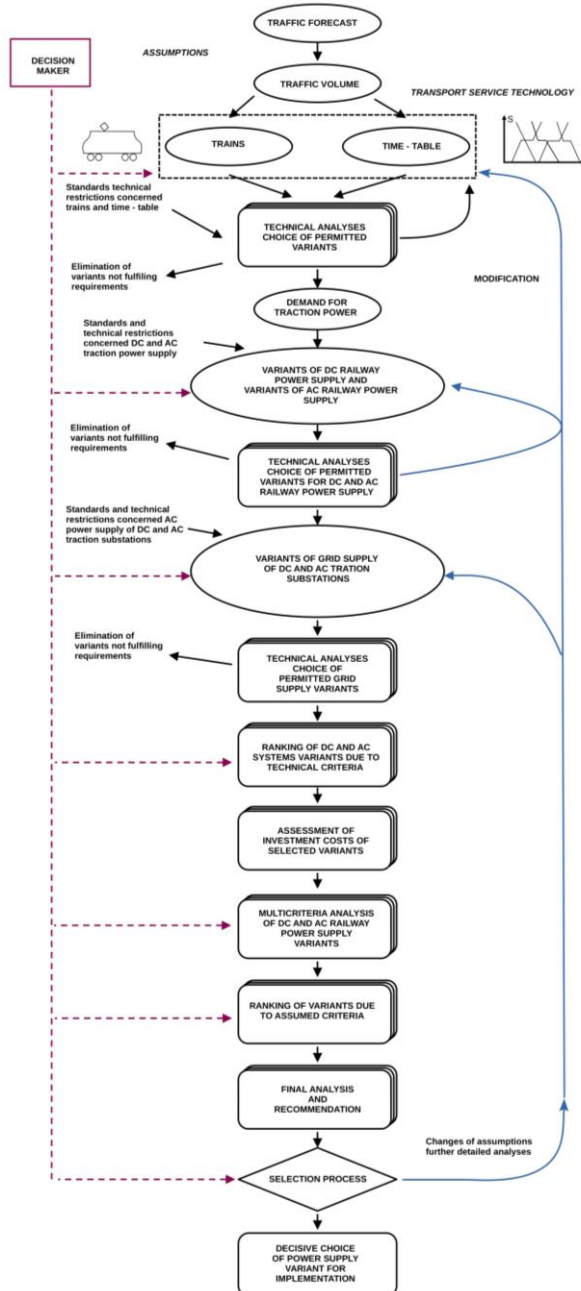 TRAFFIC FORECAST
ASSUMPTIONS
DECISION
MAKER
TRAFFIC VOLUME
TRANSPORT SERVICE TECHNOLOGY
S
TRAINS
TIME - TABLE
Standards technical
restrictions concerned
trains and time - table
TECHNICAL ANALYSES
CHOICE OF PERMITTED
VARIANTS
Elimination of
variants not fulfiling
requirements
MODIFICATION
DEMAND FOR
TRACTION POWER
Standards and
technical restrictions
concerned DC and AC
traction power supply
VARIANTS OF DC RAILWAY
POWER SUPPLY AND
VARIANTS OF AC RAILWAY POWER
SUPPLY
Elimination of
variants not fulfilling
requirements
TECHNICAL ANALYSES
CHOICE OF PERMITTED
VARIANTS FOR DC AND AC
RAILWAY POWER SUPPLY
Standards and technical
restrictions concerned AC
power supply of DC and AC
traction substations
VARIANTS OF GRID SUPPLY
OF DC AND AC TRATION
SUBSTATIONS
Elimination of
variants not fulfilling
requirements
TECHNICAL ANALYSES
CHOICE OF
PERMITTED GRID
SUPPLY VARIANTS
RANKING OF DC AND AC
SYSTEMS VARIANTS DUE TO
TECHNICAL CRITERIA
ASSESSMENT OF
INVESTMENT COSTS OF
SELECTED VARIANTS
MULTICRITERIA ANALYSIS
OF DC AND AC RAILWAY
POWER SUPPLY
VARIANTS
RANKING OF VARIANTS DUE
TO ASSUMED CRITERIA
FINAL ANALYSIS
AND
RECOMMENDATION
Changes of assumptions
further detailed analyses
SELECTION PROCESS
DECISIVE CHOICE
OF POWER SUPPLY
VARIANT FOR
IMPLEMENTATION